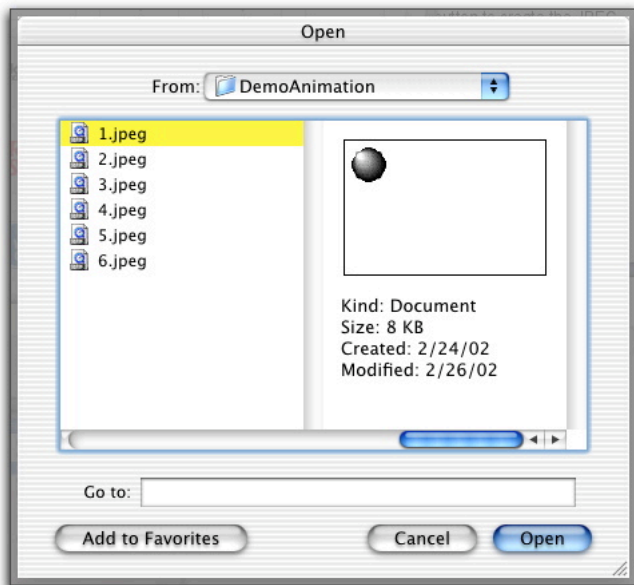 Open
From: DemoAnimation
1.jpeg
2.jpeg
3.jpeg
4.jpeg
5.jpeg
6.jpeg
Kind: Document
Size: 8 KB
Created: 2/24/02
Modified: 2/26/02
Go to:
Add to Favorites Cancel Open